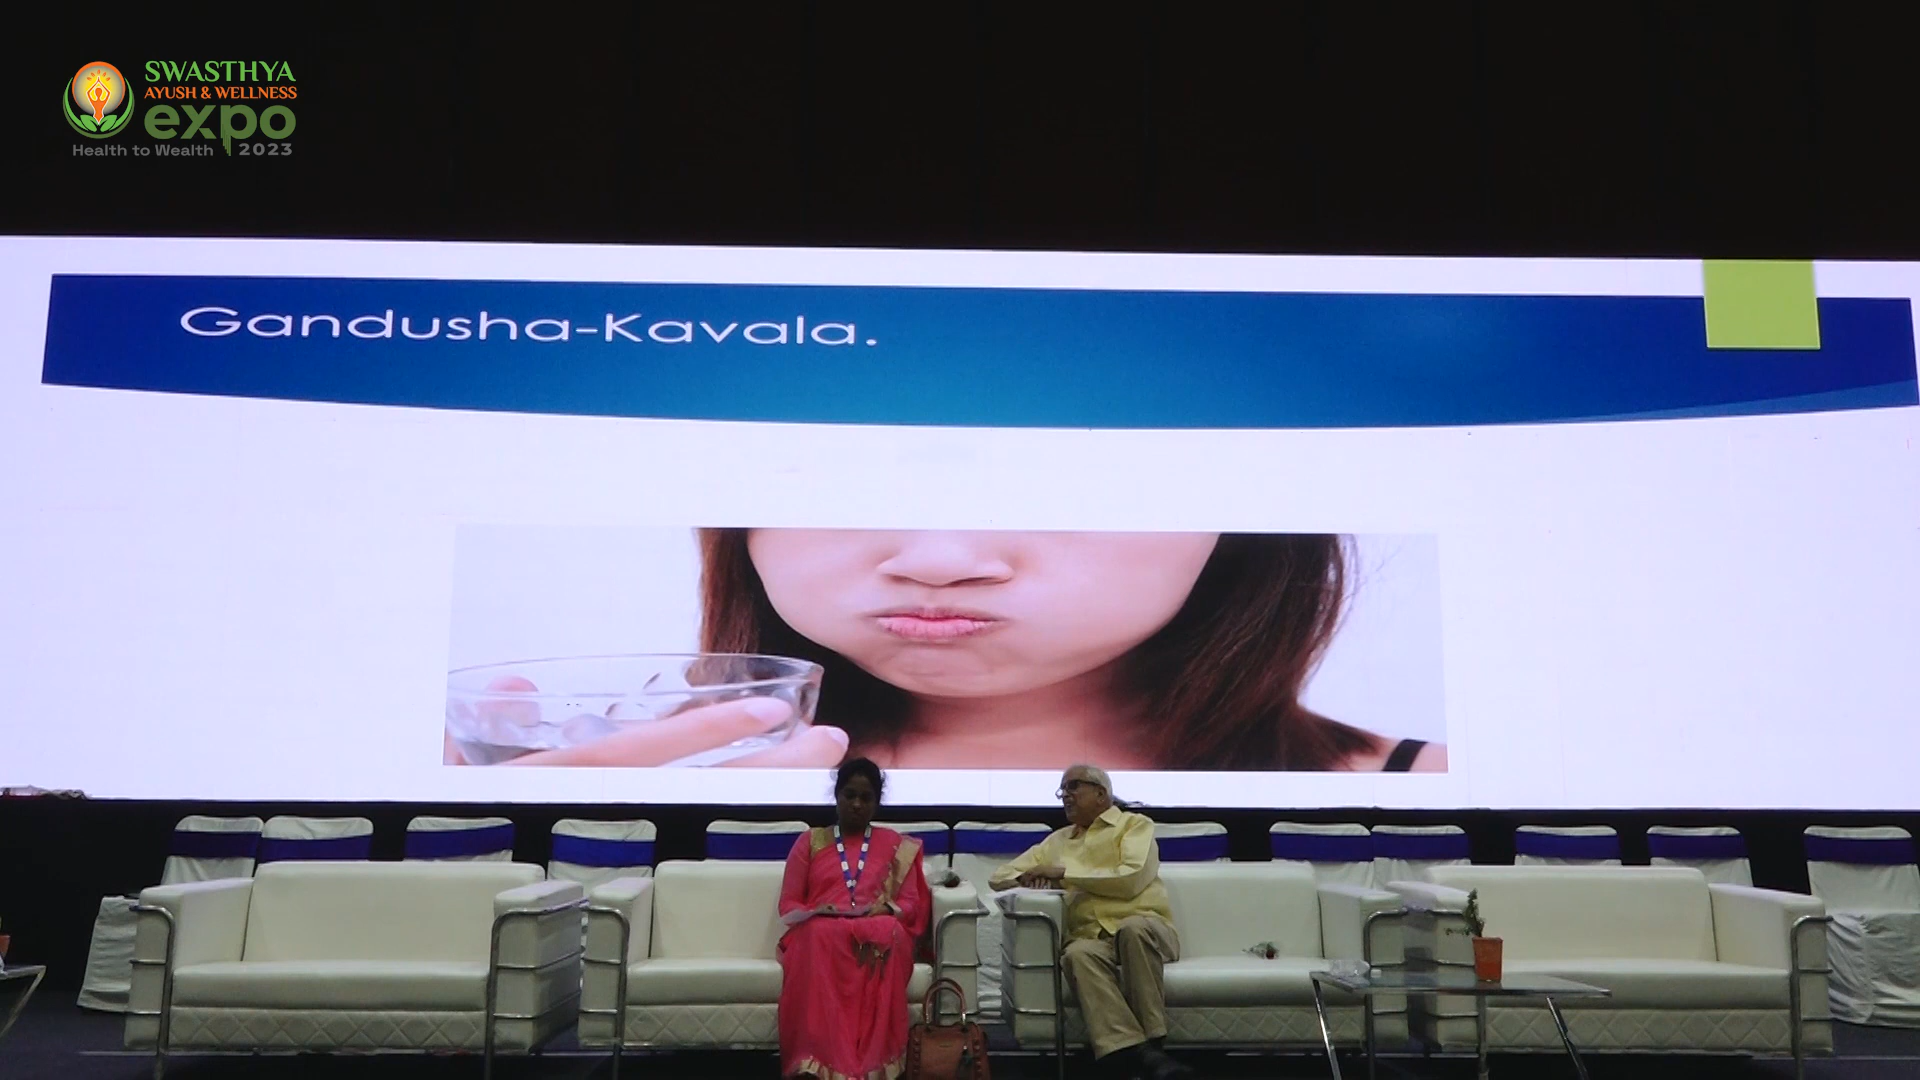 SWASTHYA
AYUSH & WELLNESS
expo
Health to Wealth 2023
Gandusha-Kavala.